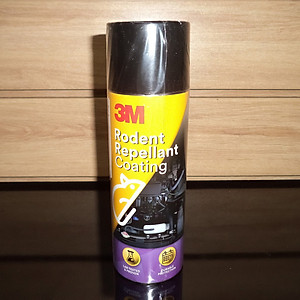 3M
Rodent
Repellant
Coating